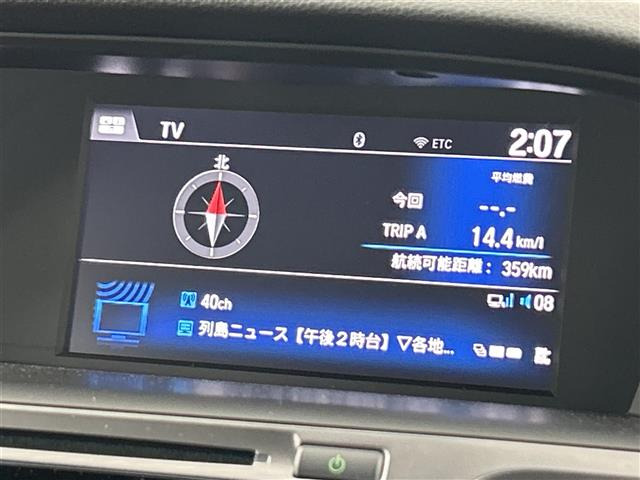 TV
ETC
2:07
北
平均燃費
今回 --.-
TRIP A 14.4 km/l
航続可能距離: 359km
40ch
08
列島ニュース【午後2時台】▽各地...